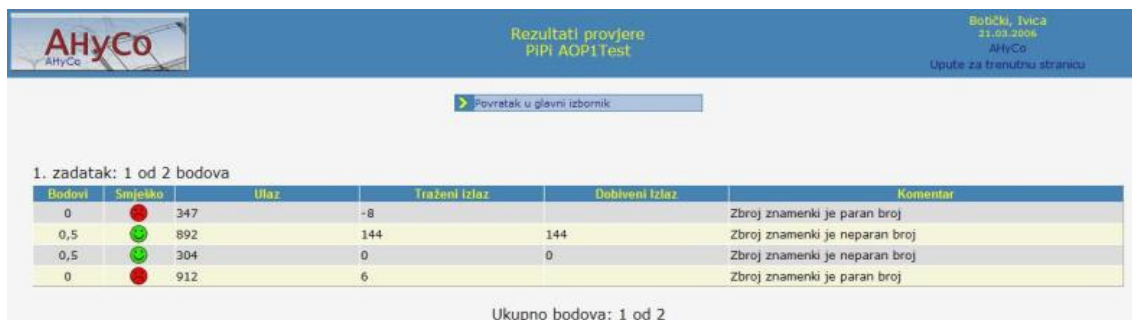 AHyCo
AHyCo
Rezultati provjere
PiPi AOP1Test
Botički, Ivica
21.03.2006
AHyCo
Upute za trenutnu stranicu
Povratak u glavni izbornik
1. zadatak: 1 od 2 bodova
Bodovi Smješko Ulaz Traženi izlaz Dobiveni Izlaz Komentar
0 347 -8 Zbroj znamenki je paran broj
0,5 892 144 144 Zbroj znamenki je neparan broj
0,5 304 0 0 Zbroj znamenki je neparan broj
0 912 6 Zbroj znamenki je paran broj
Ukupno bodova: 1 od 2